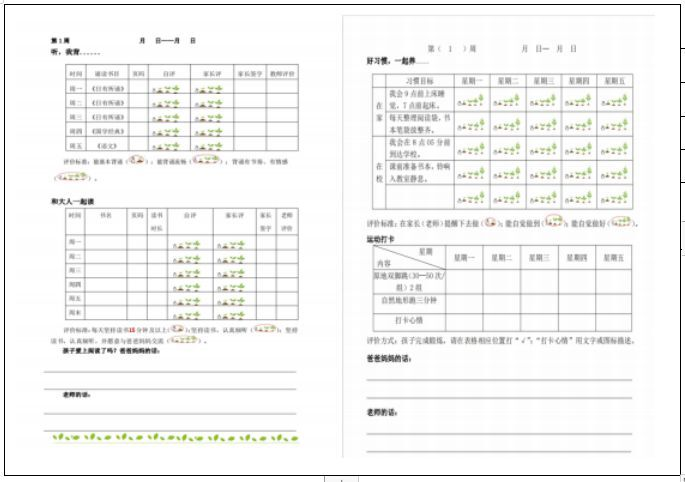 第 1 周 月 日——月 日
听，我背……
时间 诵读书目 页码 自评 家长评 家长签字 教师评价
周一 《日有所诵》
周二 《日有所诵》
周三 《日有所诵》
周四 《国学经典》
周五 《语文》
评价标准：能基本背诵（ ）；能背诵流畅（ ）；背诵有节奏、有情感
（ ）。
和大人一起读
时间 书名 页码 读书时长 自评 家长评 家长签字 老师评价
周一
周二
周三
周四
周五
周末
评价标准：每天坚持读书15分钟及以上（ ）；坚持读书，认真倾听（ ）；坚持
读书，认真倾听，并愿意与爸爸妈妈交流（ ）。
孩子爱上阅读了吗？爸爸妈妈的话：
老师的话：
第（ 1 ）周 月 日— 月 日
好习惯，一起养……
习惯目标 星期一 星期二 星期三 星期四 星期五
在家
我会 9 点前上床睡
觉，7 点前起床。
每天整理阅读袋，书
本笔能放整齐。
在校
我会在 8 点 05 分前
到达学校。
课前准备书本，铃响
入教室静息。
评价标准：在家长（老师）提醒下去做（ ）；能自觉做到（ ）；能自觉做好（ ）。
运动打卡
星期
内容
星期一 星期二 星期三 星期四 星期五
原地双脚跳（30—50 次/
组）2 组
自然地形跑三分钟
打卡心情
评价方式：孩子完成锻炼，请在表格相应位置打“√”；“打卡心情”用文字或图标描述。
爸爸妈妈的话：
老师的话：